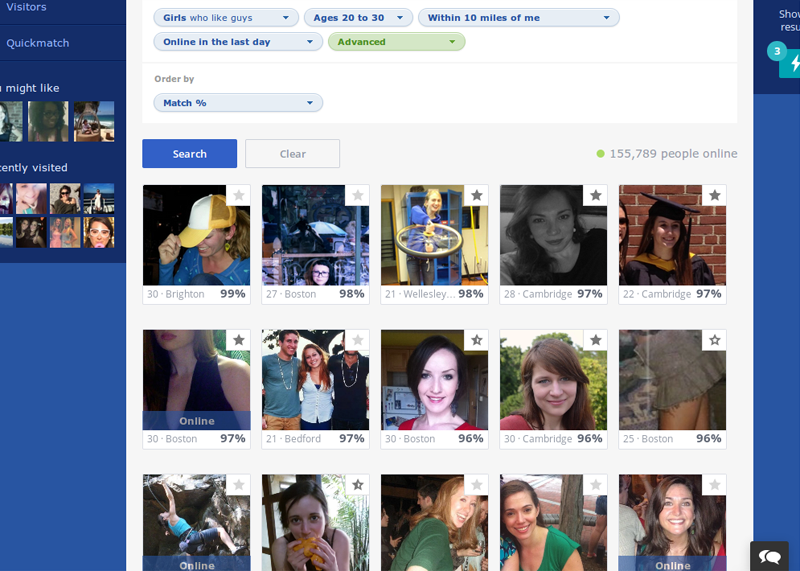 Visitors
Quickmatch
u might like
cently visited
Girls who like guys
Ages 20 to 30
Within 10 miles of me
Online in the last day
Advanced
Order by
Match %
Search
Clear
155,789 people online
Show
resu
3
30 · Brighton 99%
27 · Boston 98%
21 · Wellesley... 98%
28 · Cambridge 97%
22 · Cambridge 97%
Online
30 · Boston 97%
21 · Bedford 97%
30 · Boston 96%
30 · Cambridge 96%
25 · Boston 96%
Online
Online